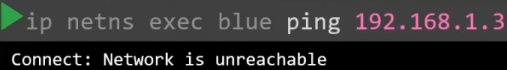 ip netns exec blue ping 192.168.1.3
Connect: Network is unreachable